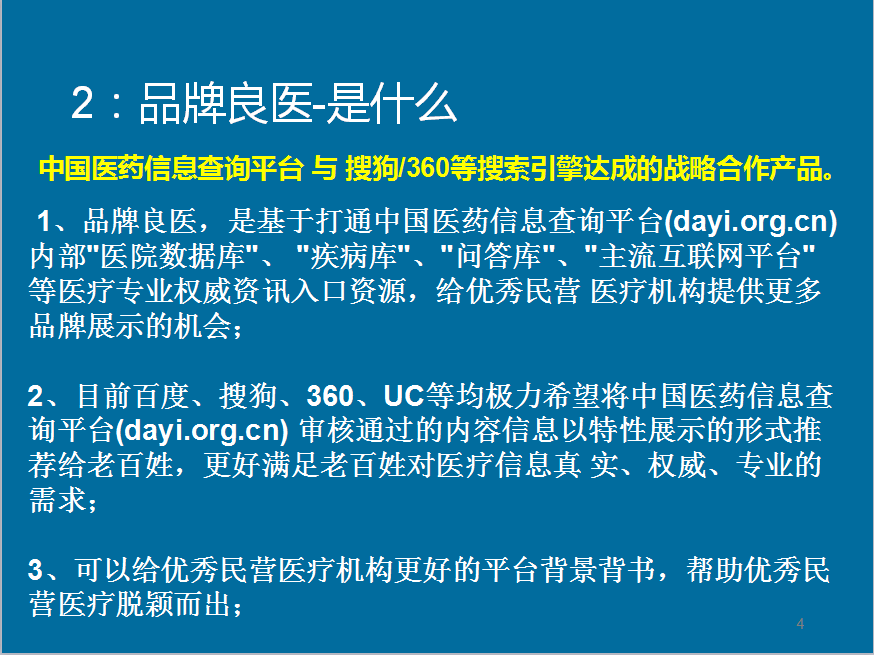 2：品牌良医-是什么
中国医药信息查询平台 与 搜狗/360等搜索引擎达成的战略合作产品。
1、品牌良医，是基于打通中国医药信息查询平台(dayi.org.cn)
内部"医院数据库"、 "疾病库"、"问答库"、"主流互联网平台"
等医疗专业权威资讯入口资源，给优秀民营 医疗机构提供更多
品牌展示的机会；
2、目前百度、搜狗、360、UC等均极力希望将中国医药信息查
询平台(dayi.org.cn) 审核通过的内容信息以特性展示的形式推
荐给老百姓，更好满足老百姓对医疗信息真 实、权威、专业的
需求；
3、可以给优秀民营医疗机构更好的平台背景背书，帮助优秀民
营医疗脱颖而出；
4